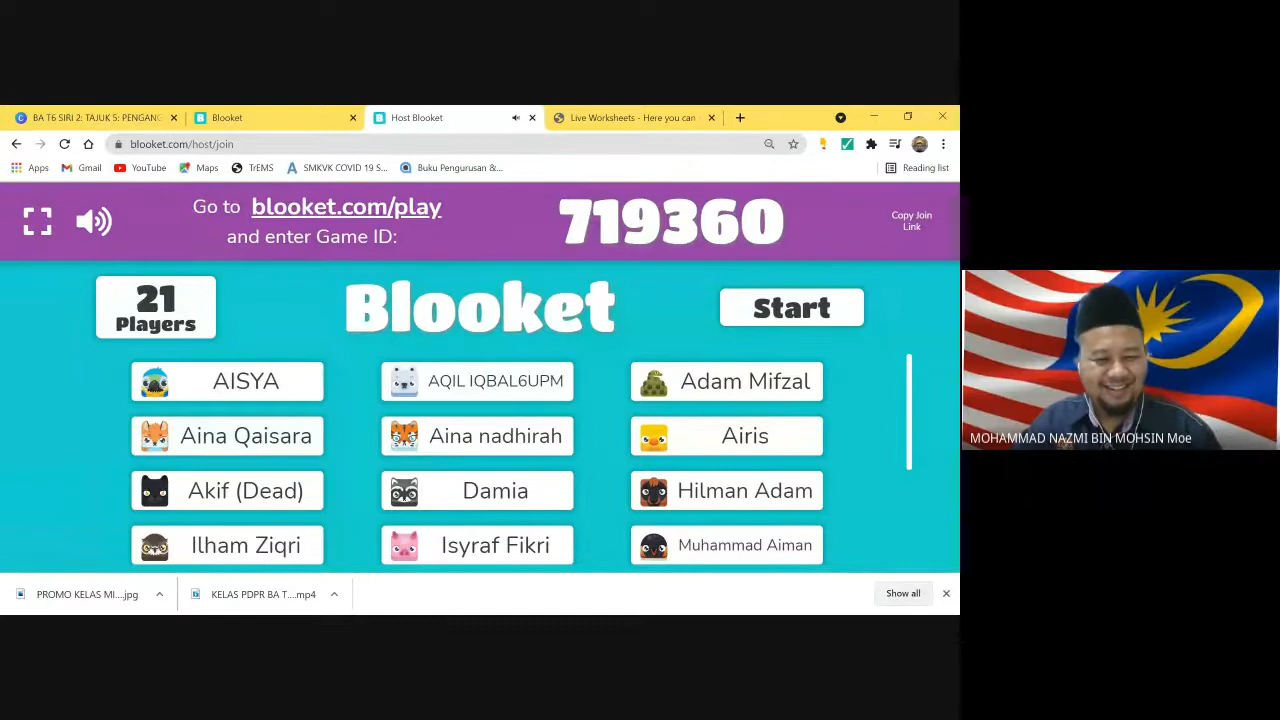 BA T6 SIRI 2: TAJUK 5: PENGANG
Blooket
Host Blooket
Live Worksheets - Here you can
blooket.com/host/join
Apps
Gmail
YouTube
Maps
TrEMS
SMKVK COVID 19 S...
Buku Pengurusan &...
Reading list
Go to blooket.com/play
and enter Game ID:
719360
Copy Join
Link
21
Players
Blooket
Start
AISYA
AQIL IQBAL6UPM
Adam Mifzal
Aina Qaisara
Aina nadhirah
Airis
Akif (Dead)
Damia
Hilman Adam
Ilham Ziqri
Isyraf Fikri
Muhammad Aiman
MOHAMMAD NAZMI BIN MOHSIN Moe
PROMO KELAS MI....jpg
KELAS PDPR BA T....mp4
Show all